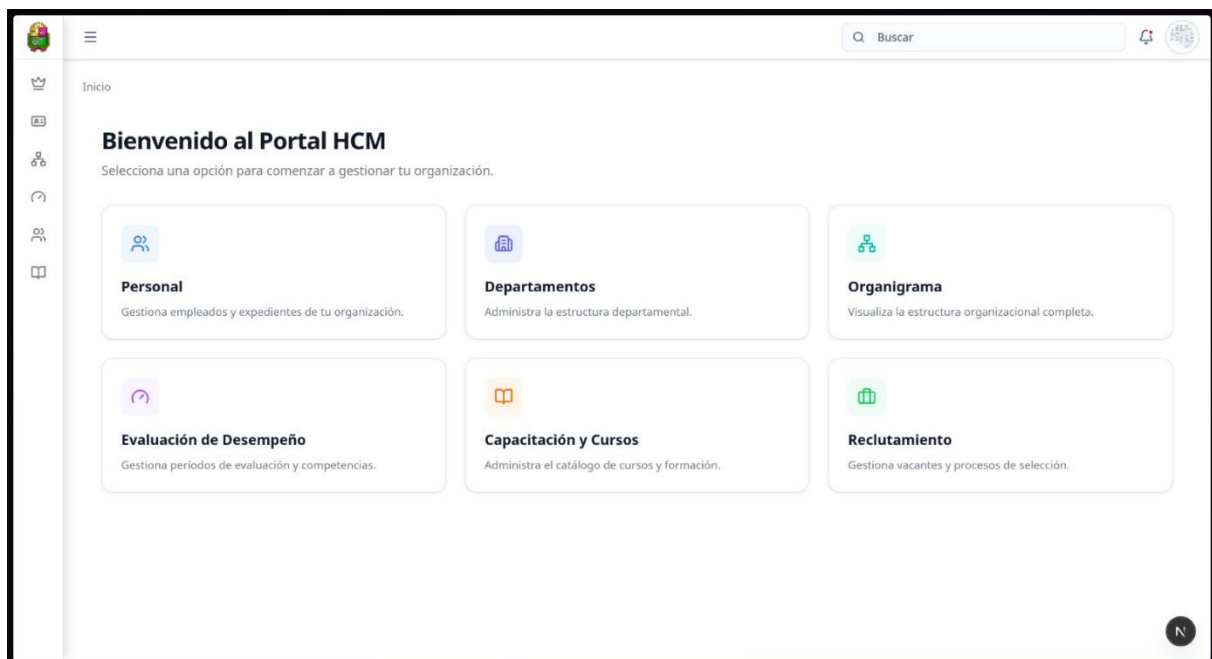 Buscar
Inicio
Bienvenido al Portal HCM
Selecciona una opción para comenzar a gestionar tu organización.
Personal
Gestiona empleados y expedientes de tu organización.
Departamentos
Administra la estructura departamental.
Organigrama
Visualiza la estructura organizacional completa.
Evaluación de Desempeño
Gestiona períodos de evaluación y competencias.
Capacitación y Cursos
Administra el catálogo de cursos y formación.
Reclutamiento
Gestiona vacantes y procesos de selección.
N